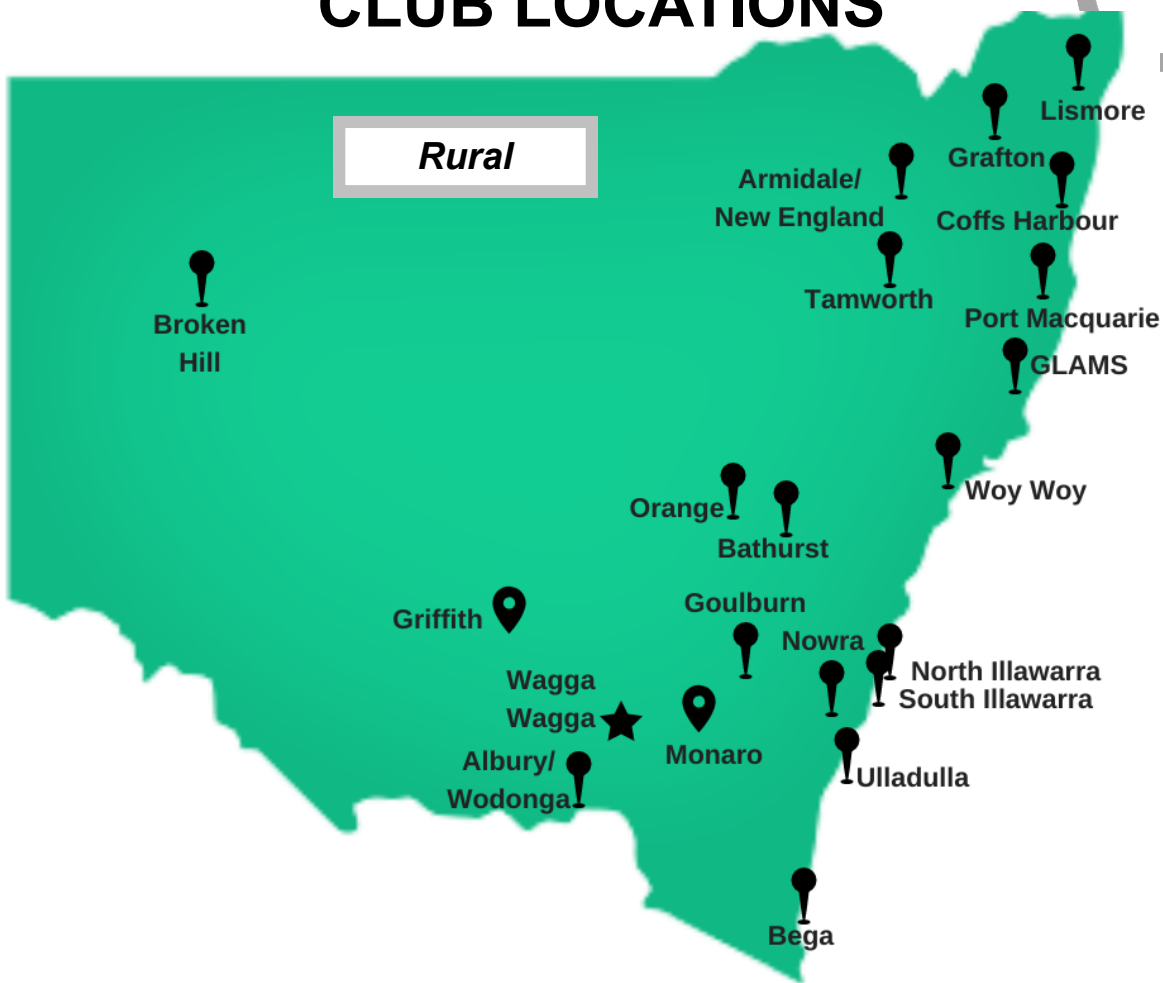 CLUB LOCATIONS
Rural
Lismore
Grafton
Armidale/
New England
Coffs Harbour
Tamworth
Port Macquarie
Broken
Hill
GLAMS
Woy Woy
Orange
Bathurst
Goulburn
Griffith
Nowra
North Illawarra
Wagga
Wagga
South Illawarra
Monaro
Albury/
Wodonga
Ulladulla
Bega